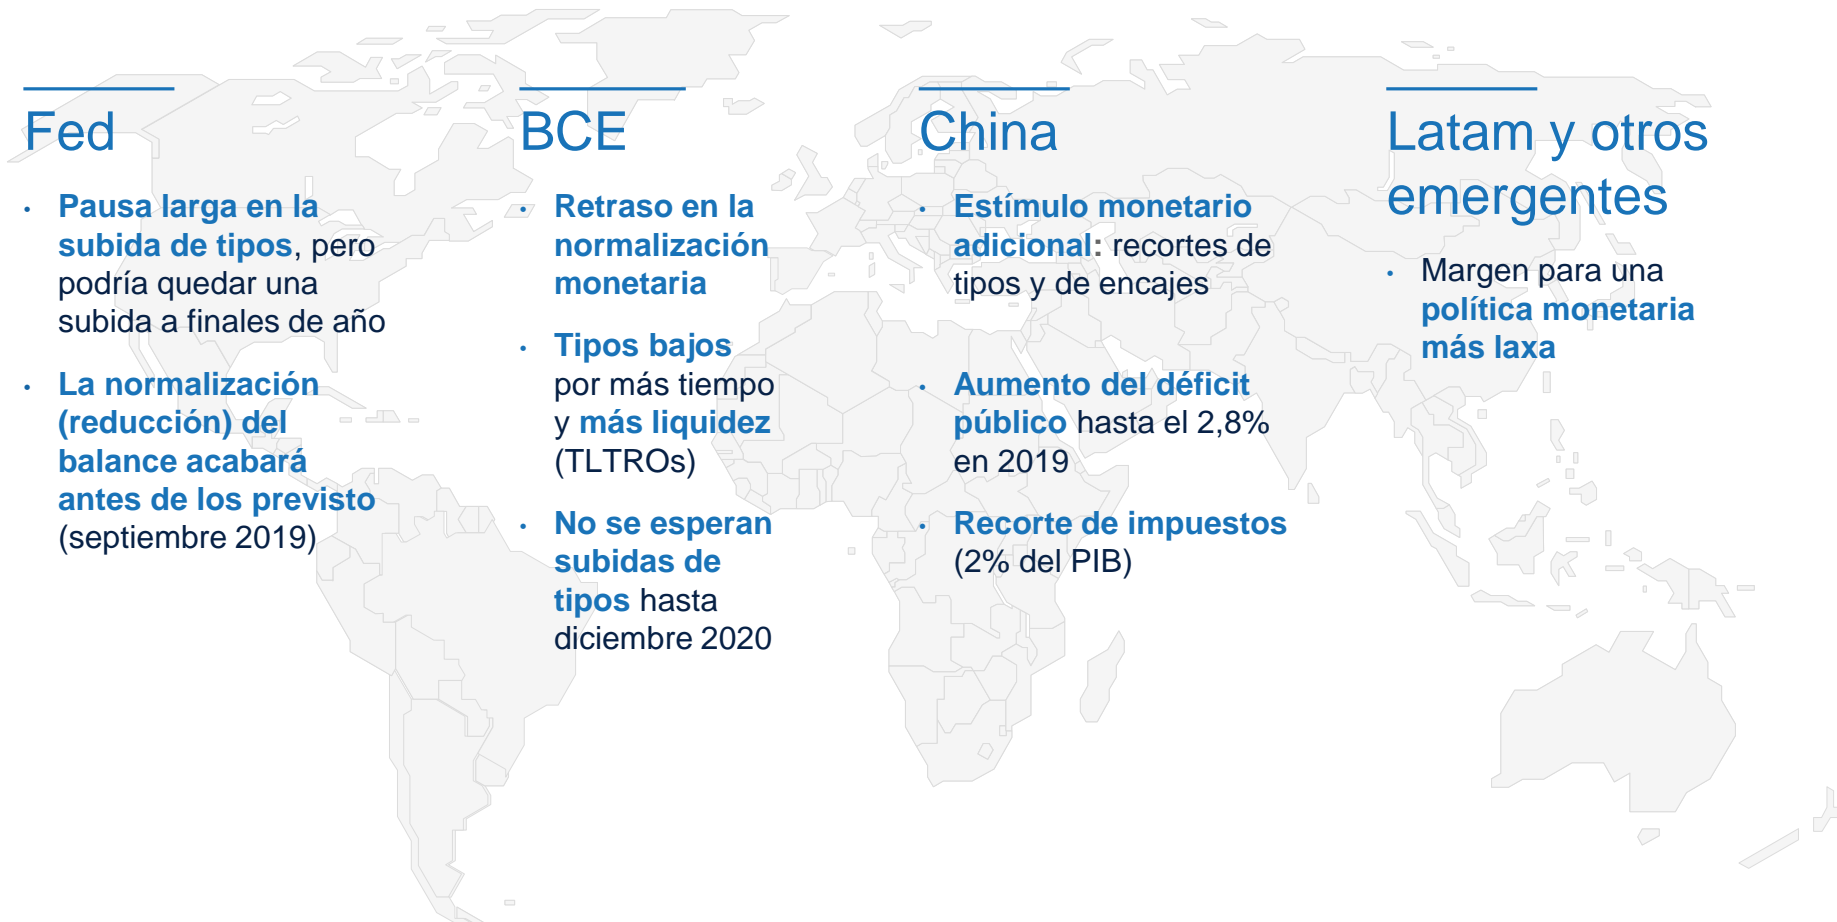 Fed
• Pausa larga en la
subida de tipos, pero
podría quedar una
subida a finales de año
• La normalización
(reducción) del
balance acabará
antes de los previsto
(septiembre 2019)
BCE
• Retraso en la
normalización
monetaria
• Tipos bajos
por más tiempo
y más liquidez
(TLTROs)
• No se esperan
subidas de
tipos hasta
diciembre 2020
China
• Estímulo monetario
adicional: recortes de
tipos y de encajes
• Aumento del déficit
público hasta el 2,8%
en 2019
• Recorte de impuestos
(2% del PIB)
Latam y otros
emergentes
• Margen para una
política monetaria
más laxa